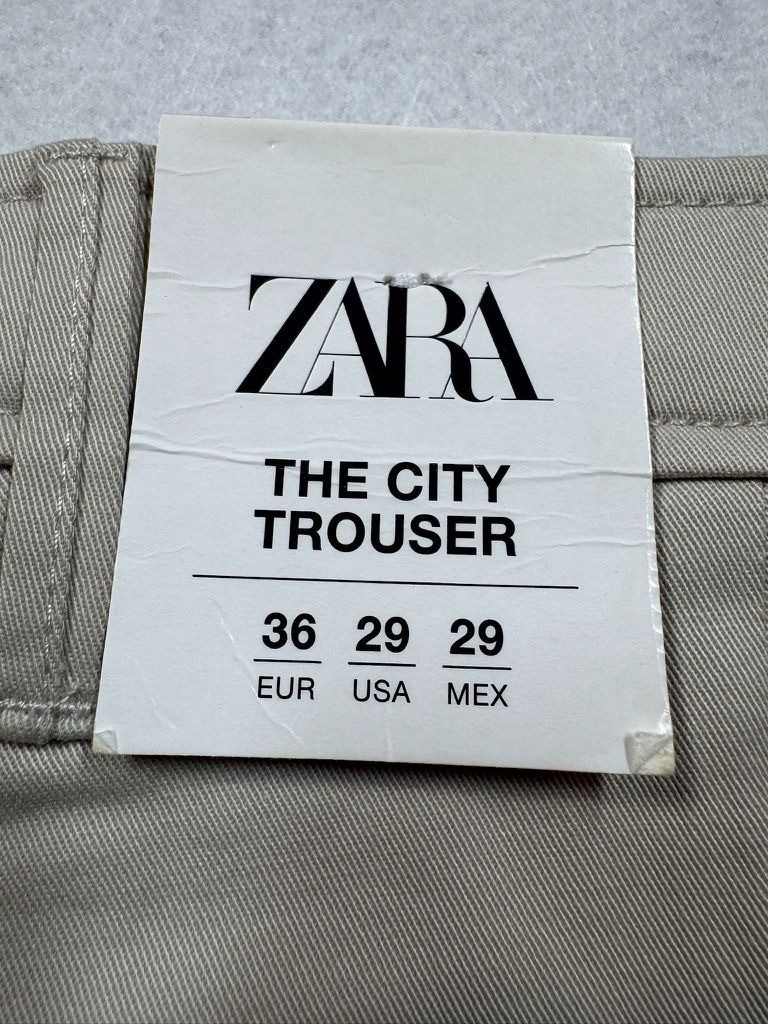 ZARA
THE CITY
TROUSER
36 29 29
EUR USA MEX